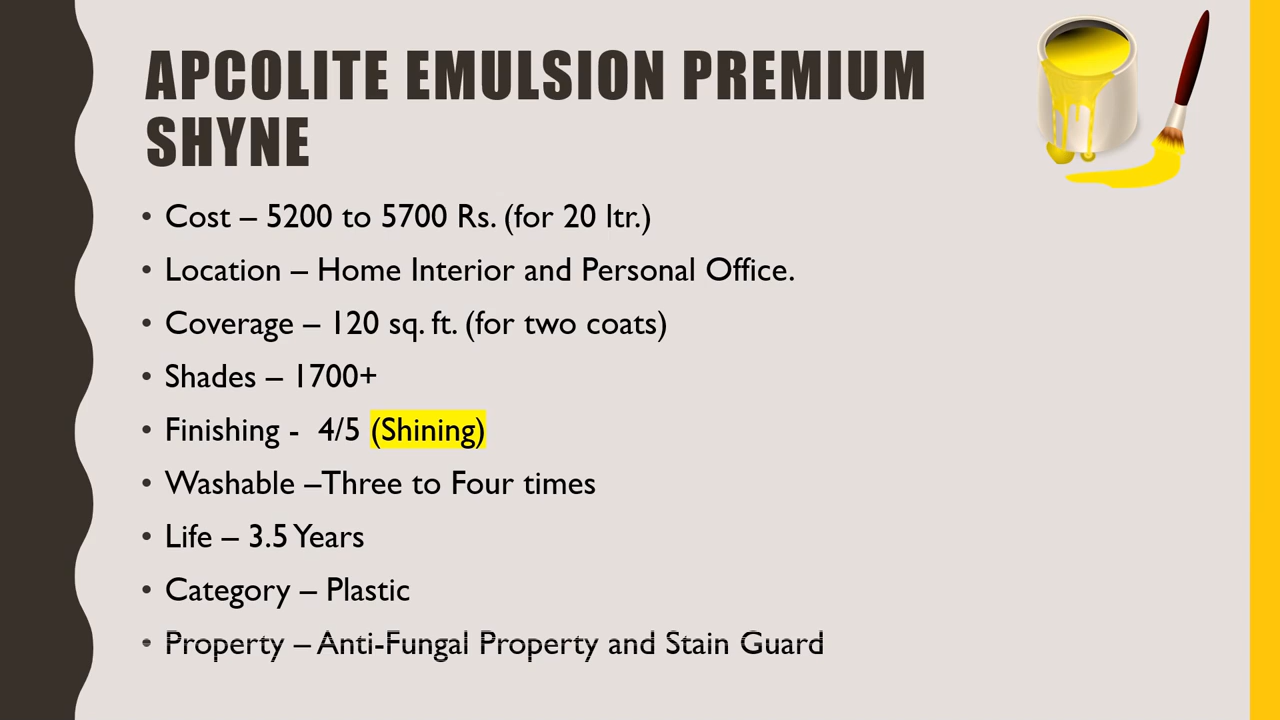 APCOLITE EMULSION PREMIUM
SHYNE
• Cost – 5200 to 5700 Rs. (for 20 ltr.)
• Location – Home Interior and Personal Office.
• Coverage – 120 sq. ft. (for two coats)
• Shades – 1700+
• Finishing -  4/5 (Shining)
• Washable –Three to Four times
• Life – 3.5 Years
• Category – Plastic
• Property – Anti-Fungal Property and Stain Guard